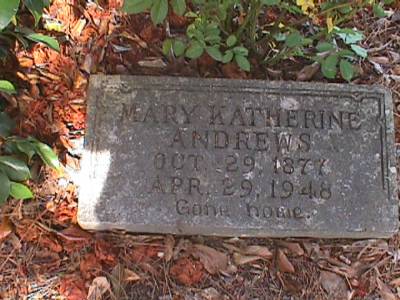 MARY KATHERINE
ANDREWS
OCT. 29, 1877
APR. 29, 1948
Gone home.